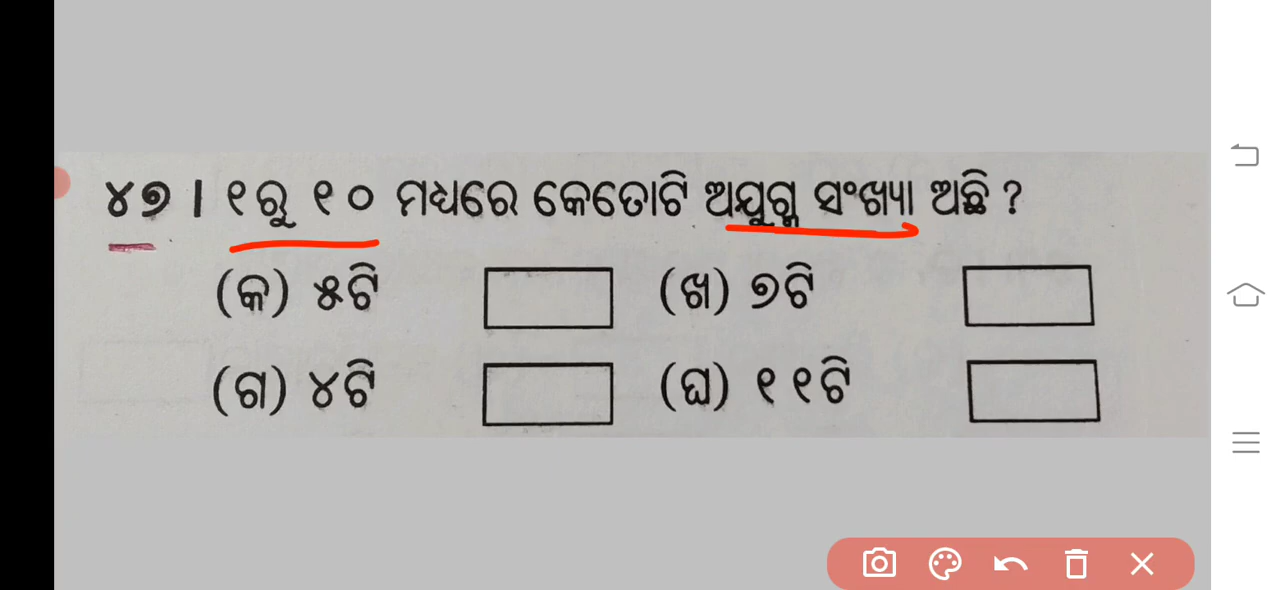 ୪୭ । ୧ରୁ ୧୦ ମଧ୍ୟରେ କେତୋଟି ଅଯୁଗ୍ମ ସଂଖ୍ୟା ଅଛି ?
(କ) ୫ଟି (ଖ) ୭ଟି
(ଗ) ୪ଟି (ଘ) ୧୧ଟି